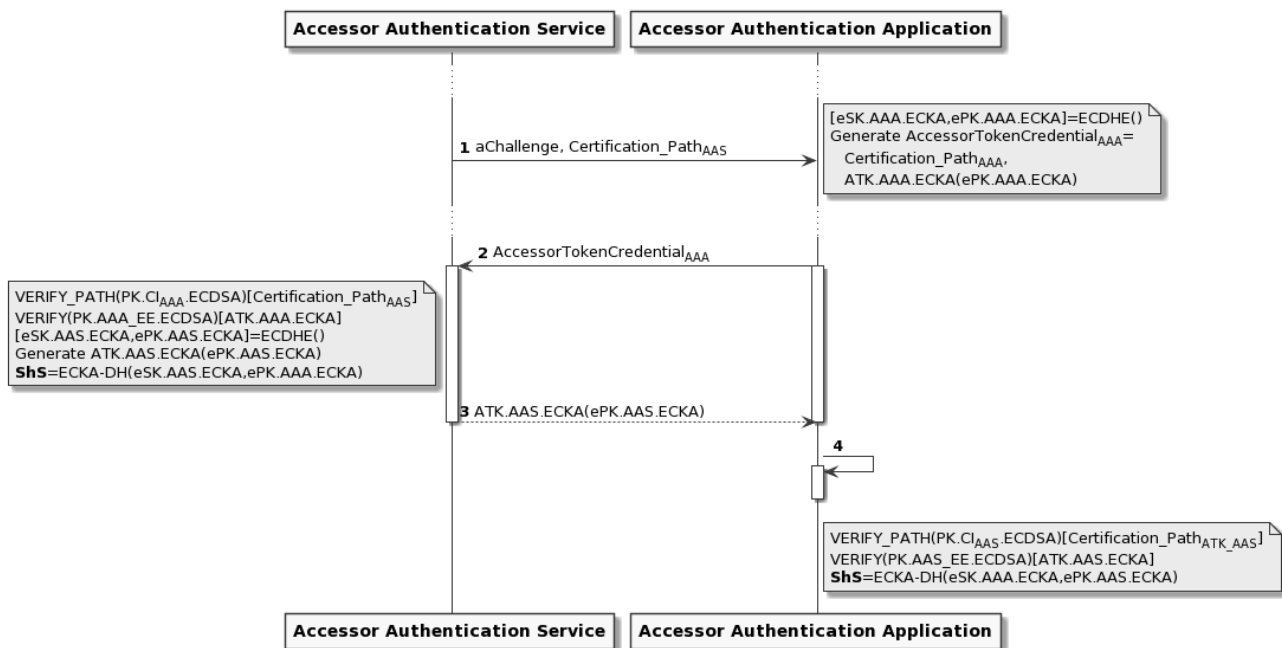 Accessor Authentication Service
Accessor Authentication Application
[eSK.AAA.ECKA,ePK.AAA.ECKA]=ECDHE()
Generate AccessorTokenCredentialAAA=
Certification_PathAAA,
ATK.AAA.ECKA(ePK.AAA.ECKA)
1 aChallenge, Certification_PathAAS
2 AccessorTokenCredentialAAA
VERIFY_PATH(PK.CIAAA.ECDSA)[Certification_PathAAS]
VERIFY(PK.AAA_EE.ECDSA)[ATK.AAA.ECKA]
[eSK.AAS.ECKA,ePK.AAS.ECKA]=ECDHE()
Generate ATK.AAS.ECKA(ePK.AAS.ECKA)
ShS=ECKA-DH(eSK.AAS.ECKA,ePK.AAA.ECKA)
3 ATK.AAS.ECKA(ePK.AAS.ECKA)
4
VERIFY_PATH(PK.CIAAS.ECDSA)[Certification_PathATK_AAS]
VERIFY(PK.AAS_EE.ECDSA)[ATK.AAS.ECKA]
ShS=ECKA-DH(eSK.AAA.ECKA,ePK.AAS.ECKA)
Accessor Authentication Service
Accessor Authentication Application